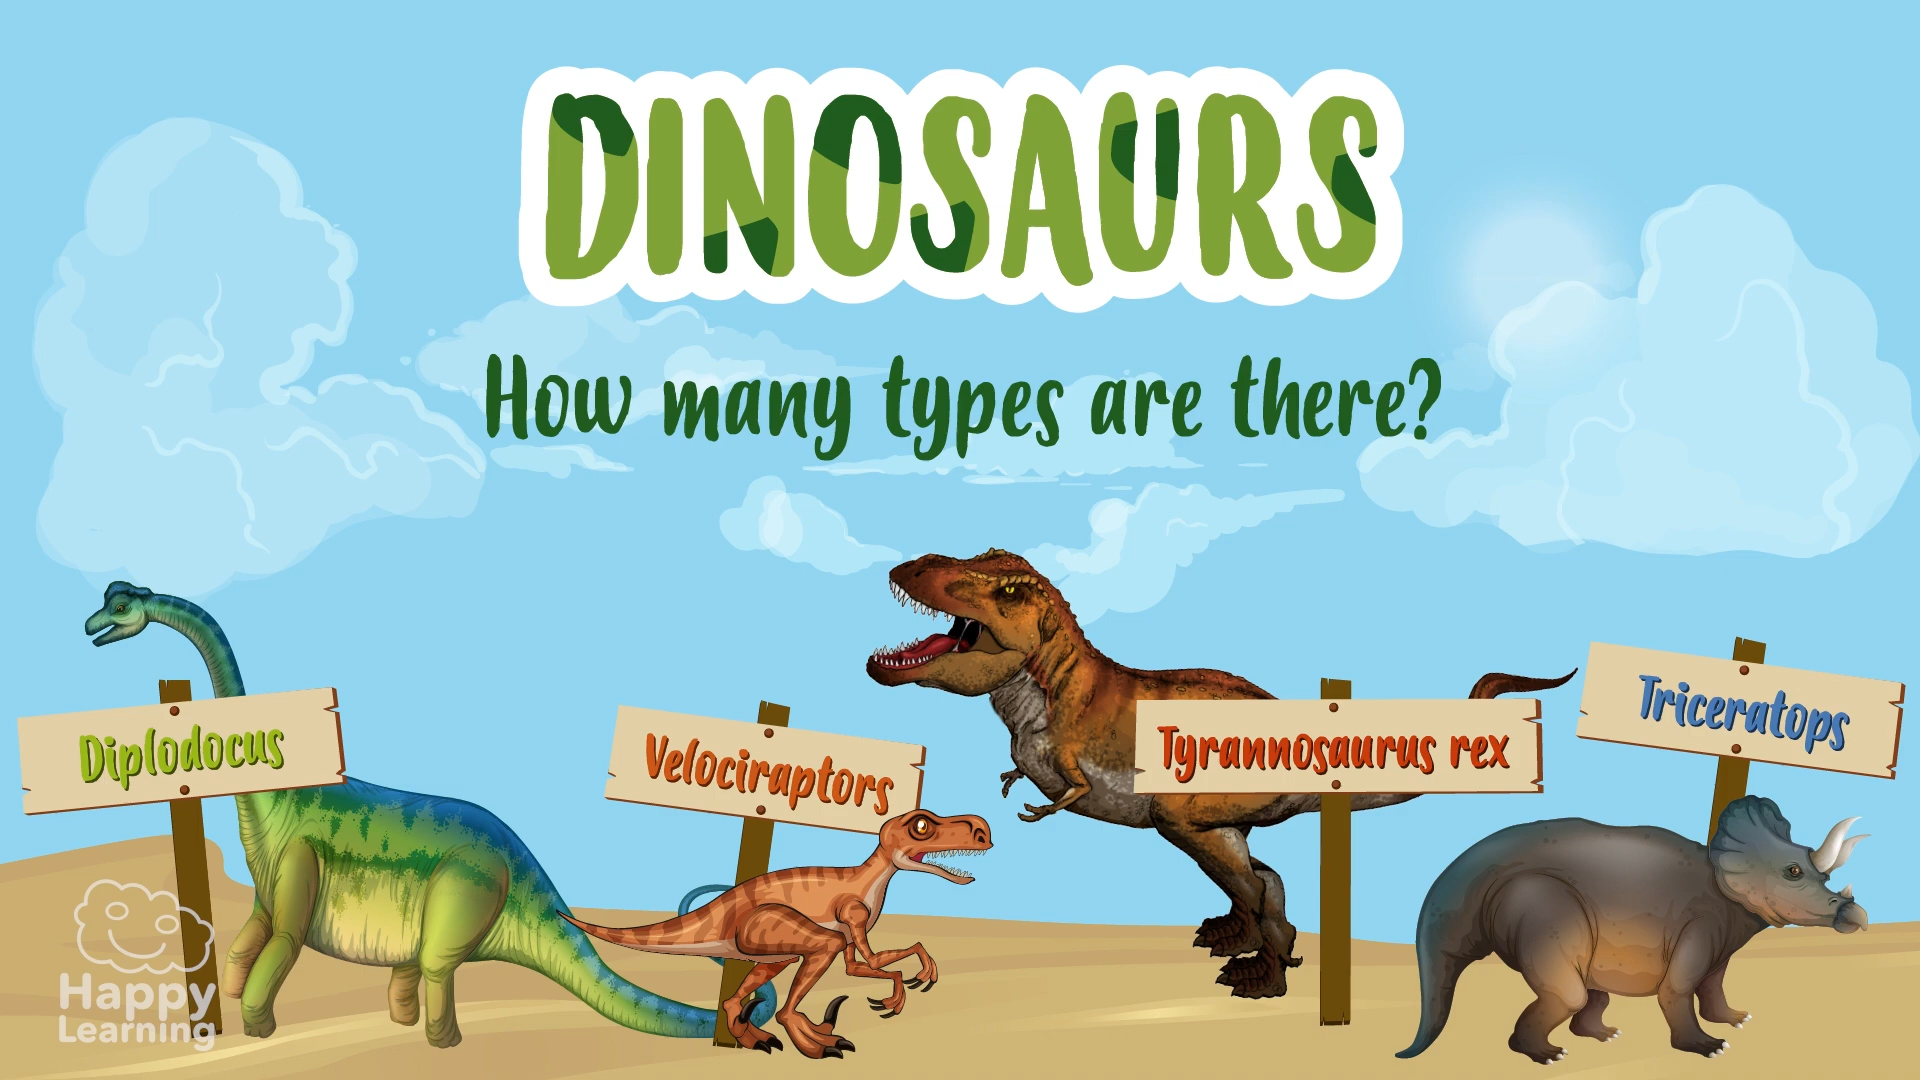 DINOSAURS
How many types are there?
Diplodocus
Velociraptors
Tyrannosaurus rex
Triceratops
Happy
Learning